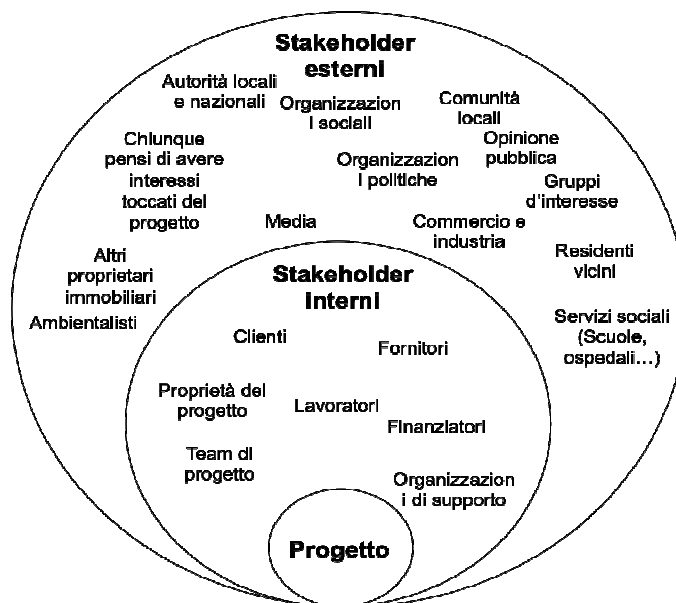 Stakeholder
esterni
Autorità locali
e nazionali
Organizzazion
i sociali
Comunità
locali
Chiunque
pensi di avere
interessi
toccati del
progetto
Organizzazion
i politiche
Opinione
pubblica
Gruppi
d'interesse
Media
Commercio e
industria
Altri
proprietari
immobiliari
Residenti
vicini
Ambientalisti
Servizi sociali
(Scuole,
ospedali...)
Stakeholder
interni
Clienti
Fornitori
Proprietà del
progetto
Lavoratori
Finanziatori
Team di
progetto
Organizzazion
i di supporto
Progetto